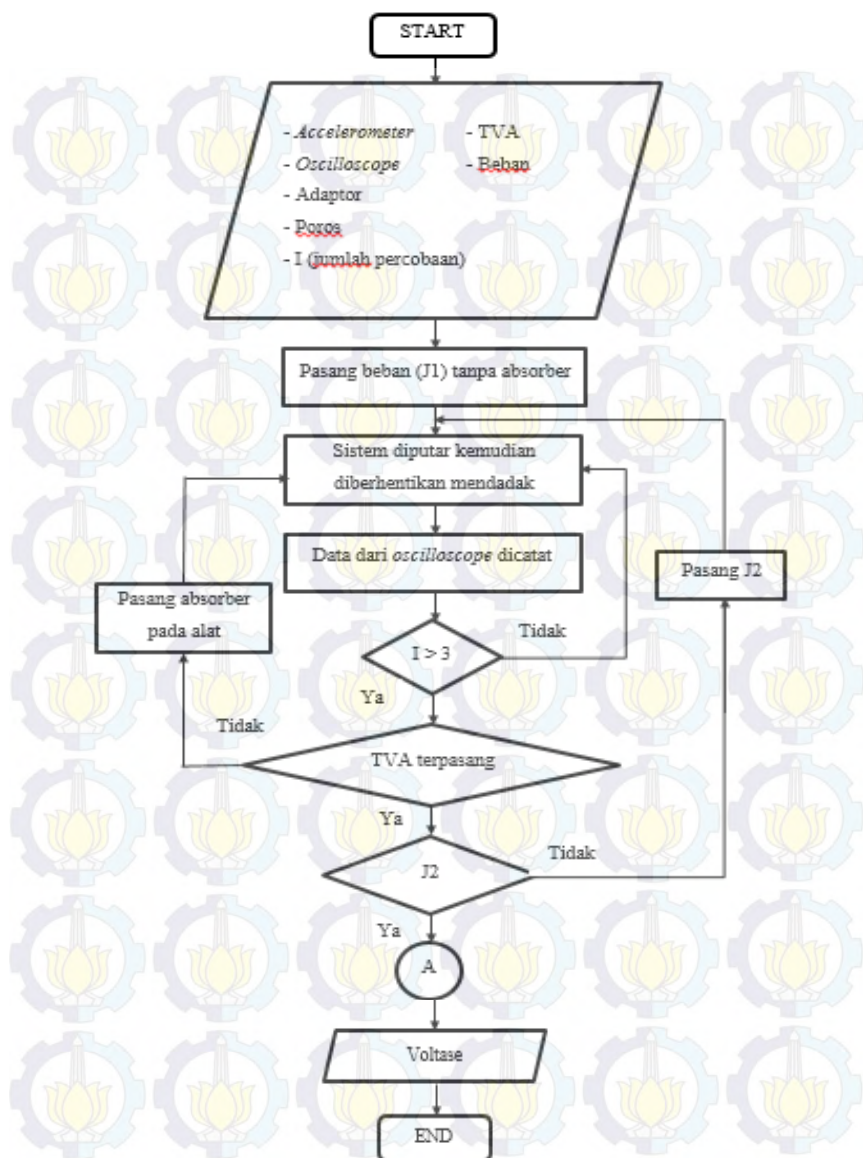 START
- Accelerometer - TVA
- Oscilloscope - Beban
- Adaptor
- Poros
- I (jumlah percobaan)
Pasang beban (J1) tanpa absorber
Sistem diputar kemudian
diberhentikan mendadak
Data dari oscilloscope dicatat
Pasang J2
Pasang absorber
pada alat
I > 3
Tidak
Ya
Tidak
TVA terpasang
Ya
Tidak
J2
Ya
A
Voltase
END